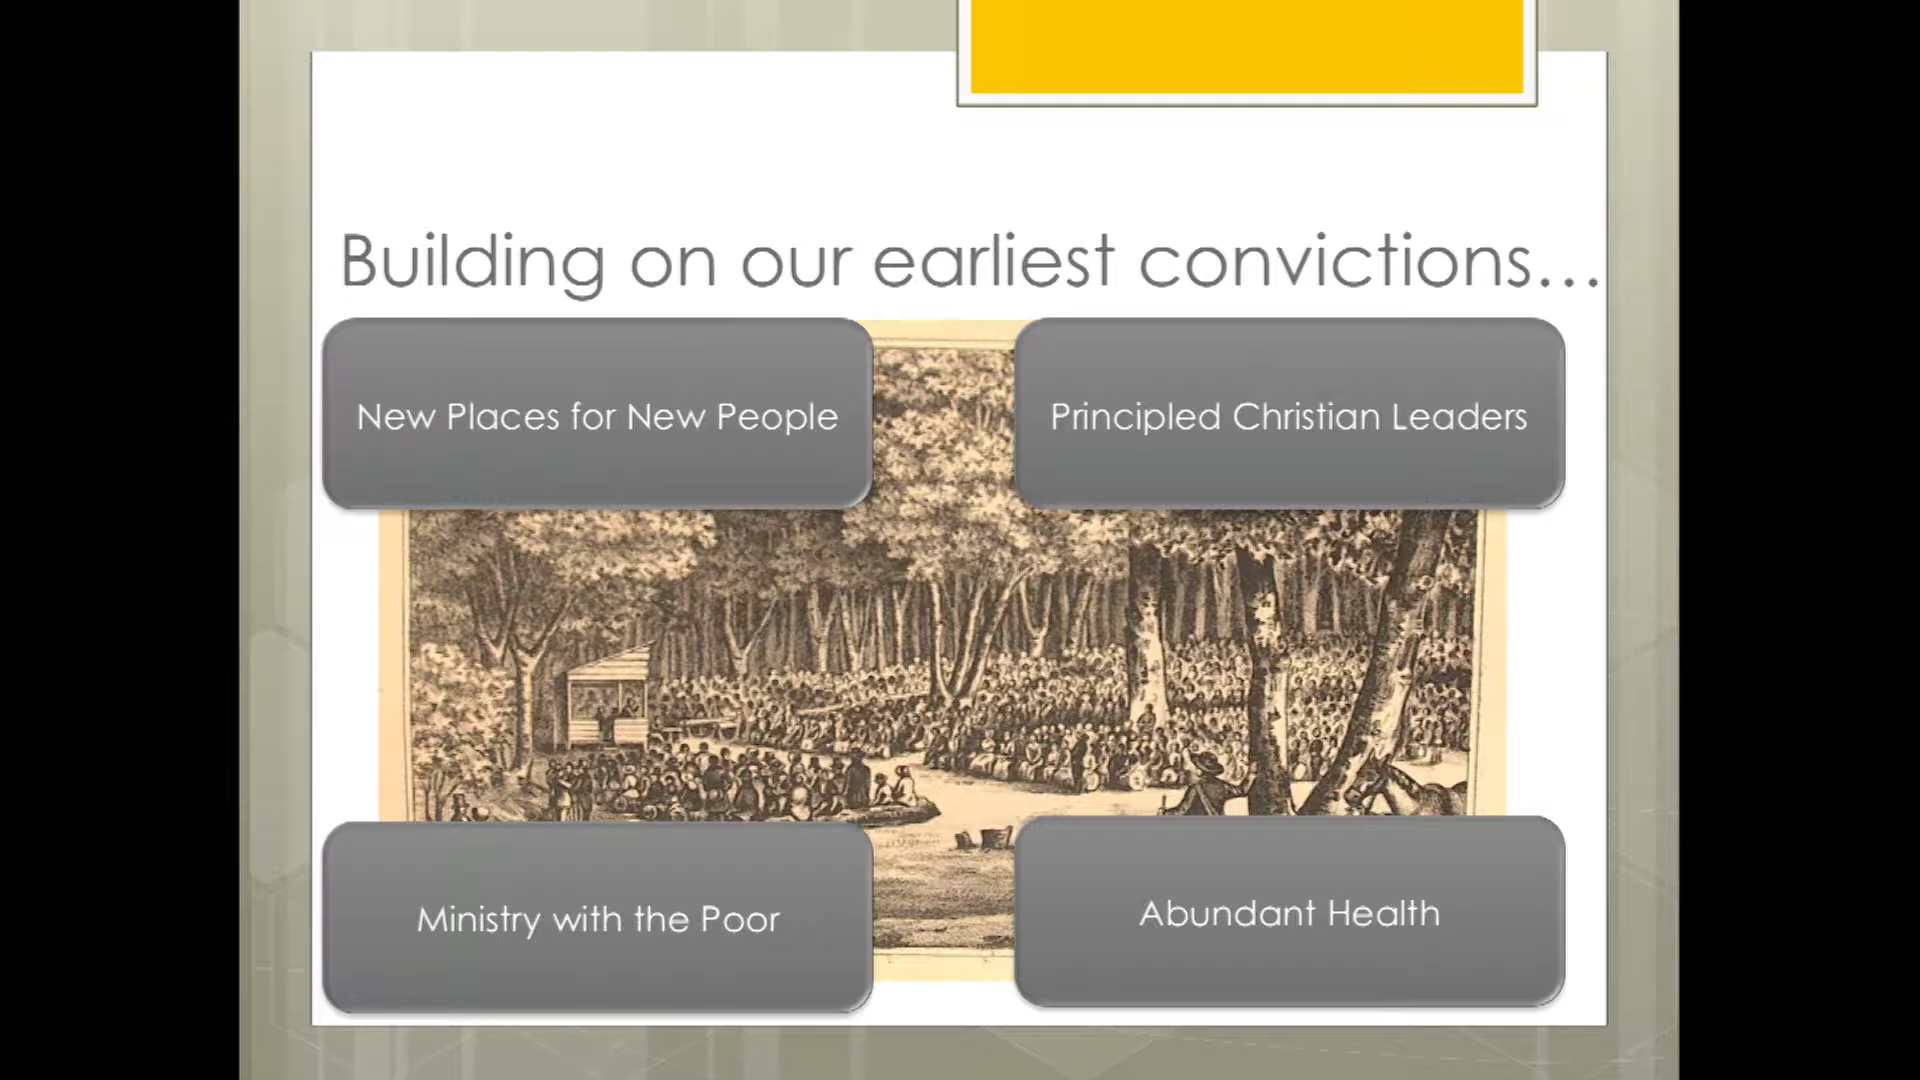 Building on our earliest convictions…
New Places for New People
Principled Christian Leaders
Ministry with the Poor
Abundant Health